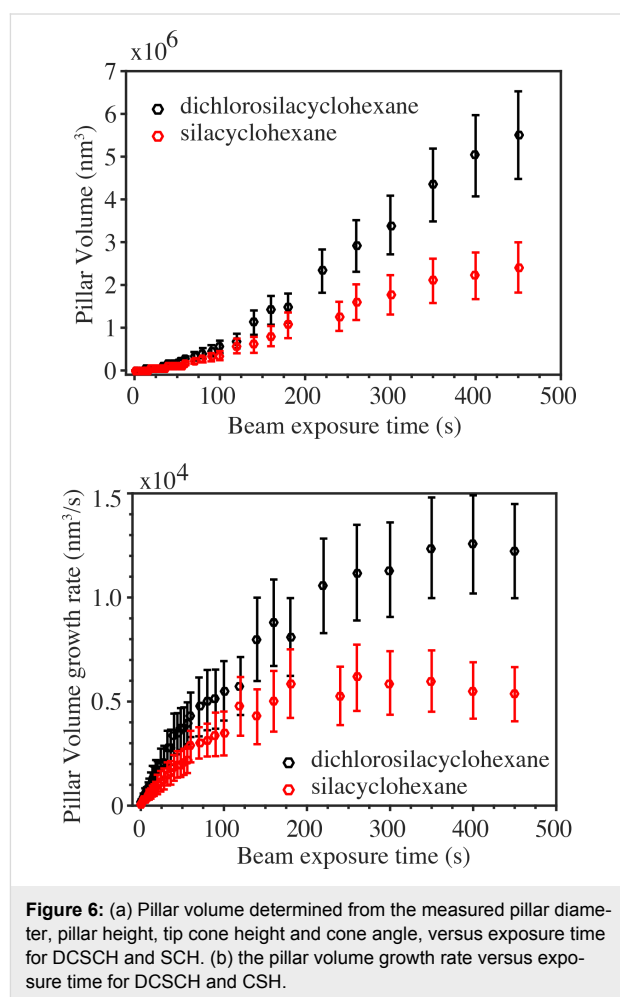 x10⁶
7
6
5
4
3
2
1
0
Pillar Volume (nm³)
dichlorosilacyclohexane
silacyclohexane
0 100 200 300 400 500
Beam exposure time (s)
x10⁴
1.5
1.0
0.5
0
Pillar Volume growth rate (nm³/s)
dichlorosilacyclohexane
silacyclohexane
0 100 200 300 400 500
Beam exposure time (s)
Figure 6: (a) Pillar volume determined from the measured pillar diame-
ter, pillar height, tip cone height and cone angle, versus exposure time
for DCSCH and SCH. (b) the pillar volume growth rate versus expo-
sure time for DCSCH and CSH.